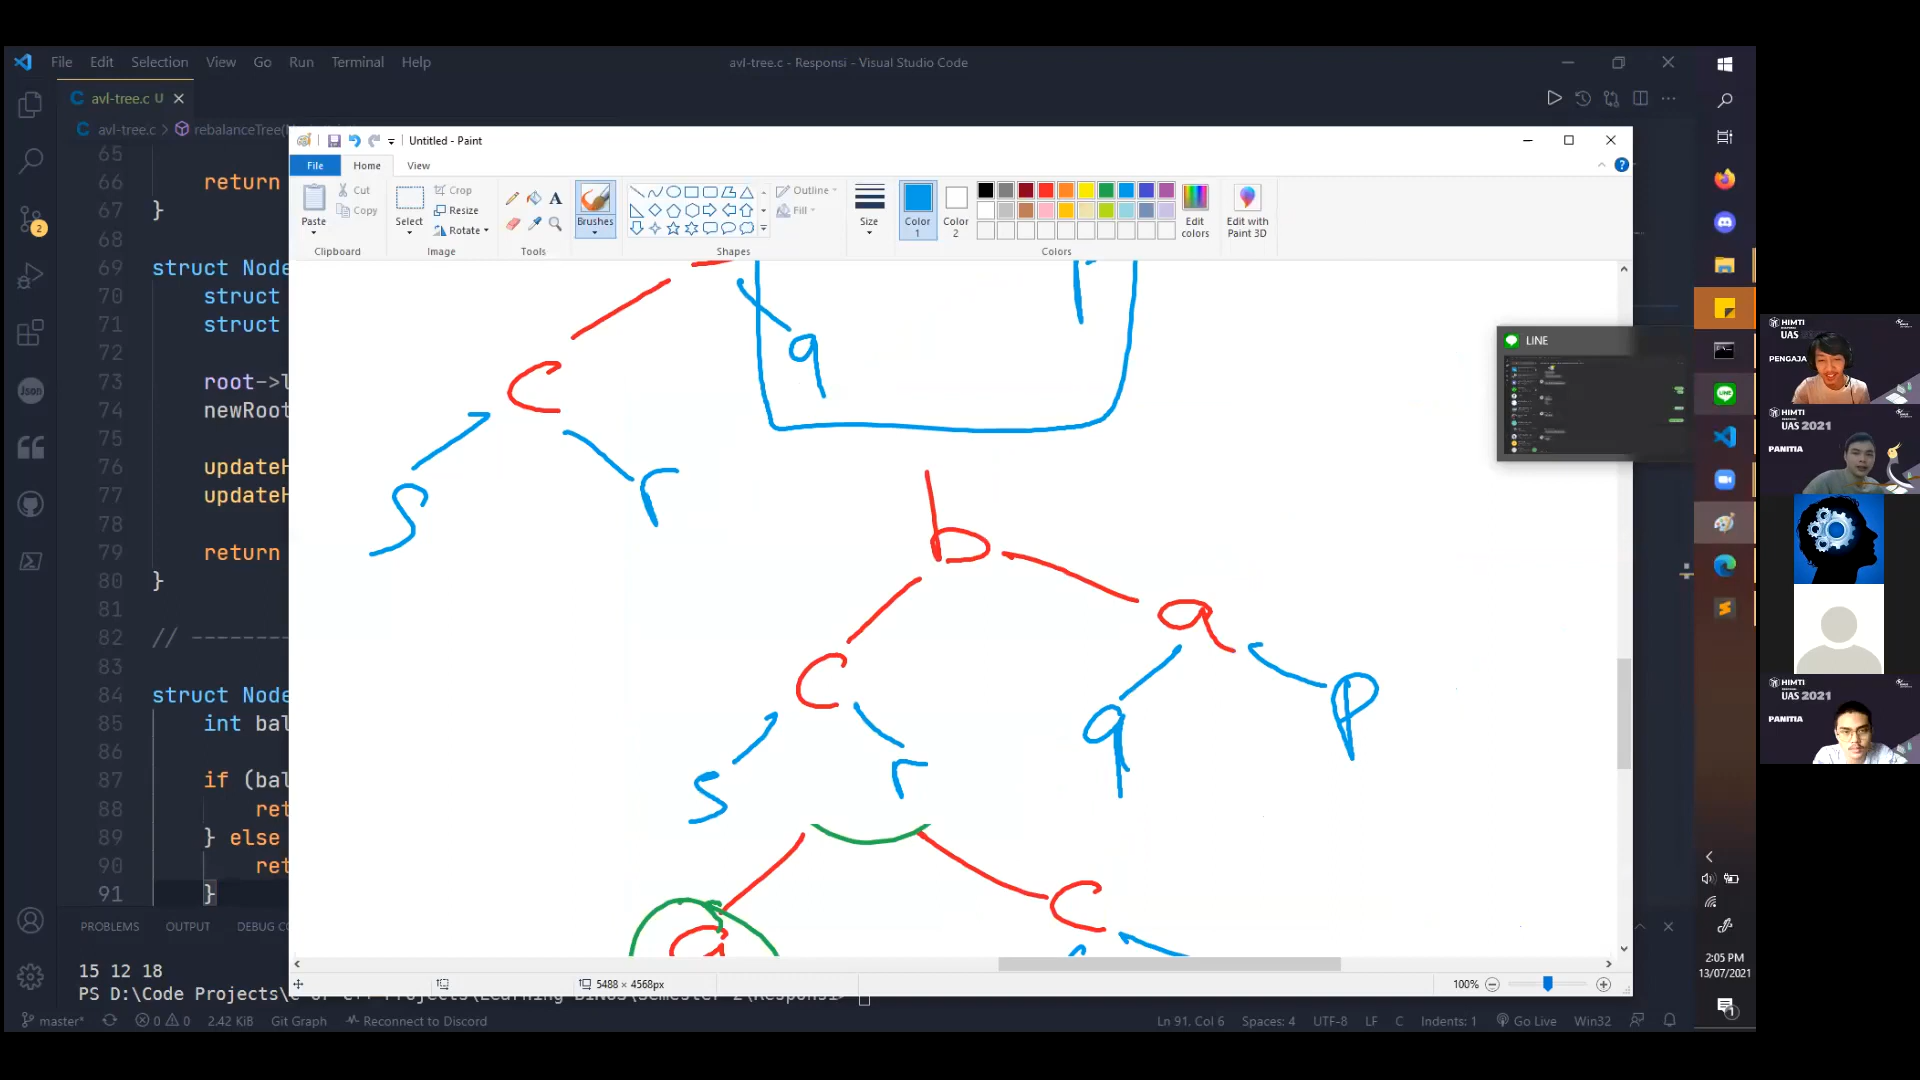 File Edit Selection View Go Run Terminal Help
avl-tree.c - Responsi - Visual Studio Code
avl-tree.c U
avl-tree.c > rebalanceTree(
65
66 return
67 }
68
69 struct Node
70 struct
71 struct
72
73 root->l
74 newRoot
75
76 updateH
77 updateH
78
79 return
80 }
81
82 //
83
84 struct Node
85 int bal
86
87 if (bal
88 ret
89 } else
90 ret
91 }
PROBLEMS OUTPUT DEBUG CO
15 12 18
master* 0 0 2.42 KiB Git Graph Reconnect to Discord
Ln 91, Col 6 Spaces: 4 UTF-8 LF C Indents: 1 Go Live Win32
Untitled - Paint
File Home View
Paste Cut Copy Clipboard
Select Crop Resize Rotate Image
Tools
Brushes
Shapes
Outline Fill
Size
Color 1 Color 2
Edit colors
Colors
Edit with Paint 3D
q
C
s r
b
C a
s r q p
C
a
5488 × 4568px
100%
LINE
2
Json
2:05 PM
13/07/2021
1
HIMTI
UAS
PENGAJA
HIMTI
UAS 2021
PANITIA
HIMTI
UAS 2021
PANITIA